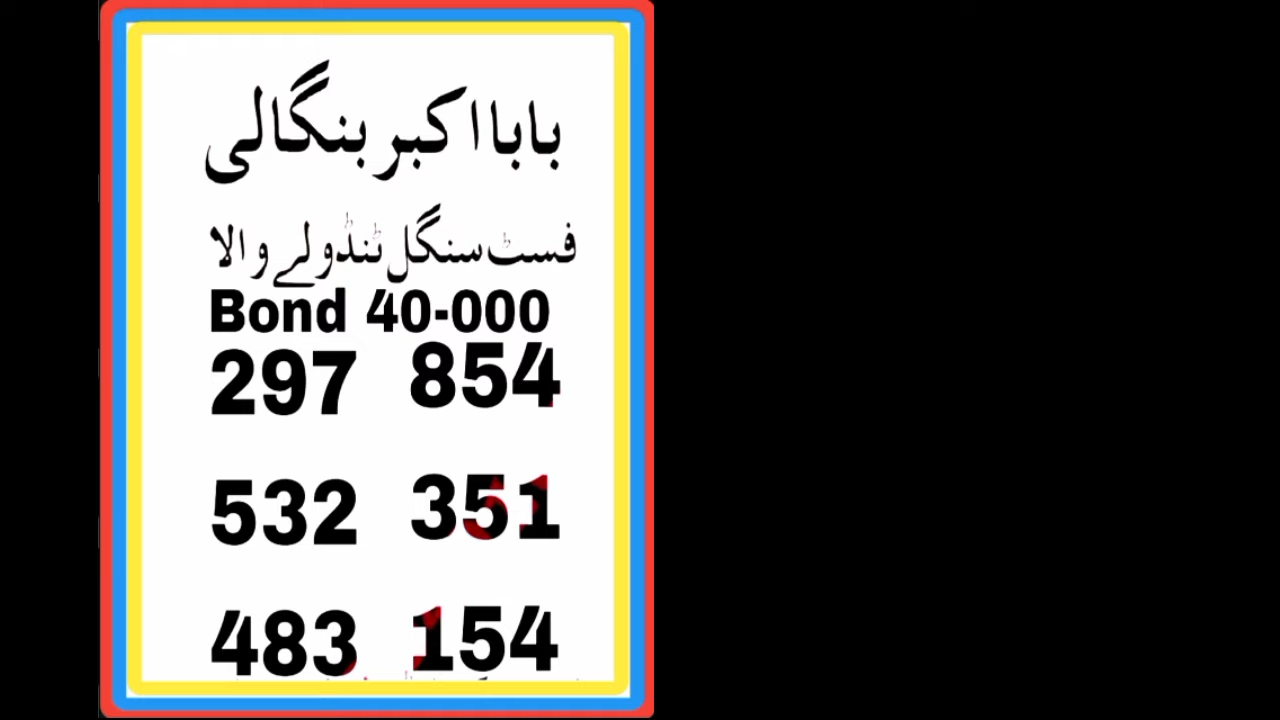 بابا اکبر بنگالی
فسٹ سنگل ٹنڈولے والا
Bond 40-000
297 854
532 351
483 154